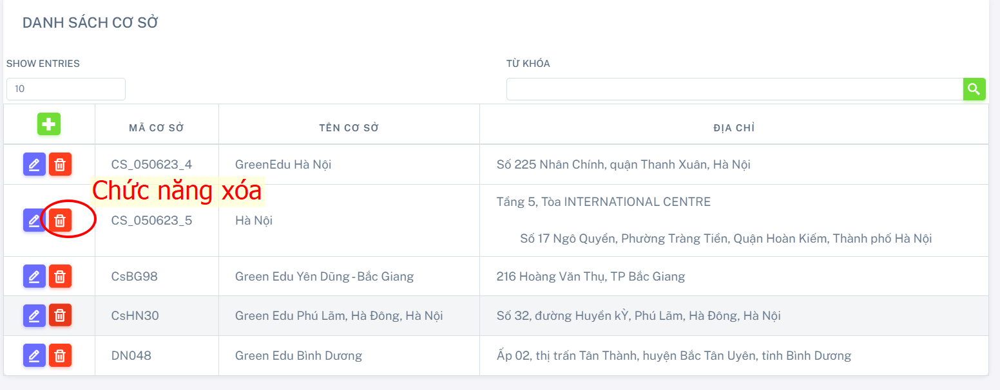 DANH SÁCH CƠ SỞ
SHOW ENTRIES
TỪ KHÓA
10
MÃ CƠ SỞ
TÊN CƠ SỞ
ĐỊA CHỈ
CS_050623_4
GreenEdu Hà Nội
Số 225 Nhân Chính, quận Thanh Xuân, Hà Nội
Chức năng xóa
CS_050623_5
Hà Nội
Tầng 5, Tòa INTERNATIONAL CENTRE
Số 17 Ngô Quyền, Phường Tràng Tiền, Quận Hoàn Kiếm, Thành phố Hà Nội
CsBG98
Green Edu Yên Dũng - Bắc Giang
216 Hoàng Văn Thụ, TP Bắc Giang
CsHN30
Green Edu Phú Lãm, Hà Đông, Hà Nội
Số 32, đường Huyền kỲ, Phú Lãm, Hà Đông, Hà Nội
DN048
Green Edu Bình Dương
Ấp 02, thị trấn Tân Thành, huyện Bắc Tân Uyên, tỉnh Bình Dương